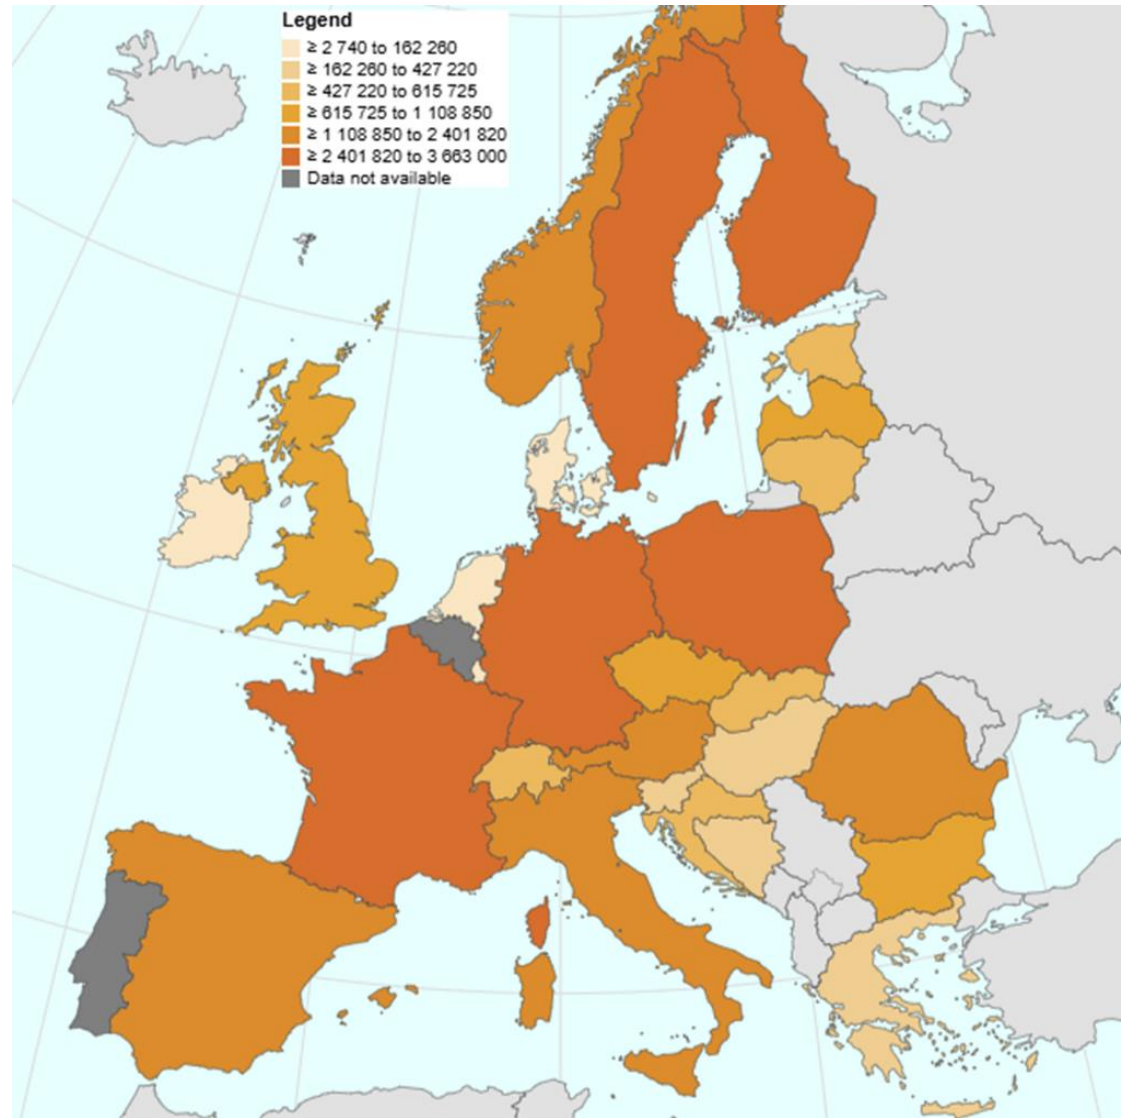 Legend
≥ 2 740 to 162 260
≥ 162 260 to 427 220
≥ 427 220 to 615 725
≥ 615 725 to 1 108 850
≥ 1 108 850 to 2 401 820
≥ 2 401 820 to 3 663 000
Data not available